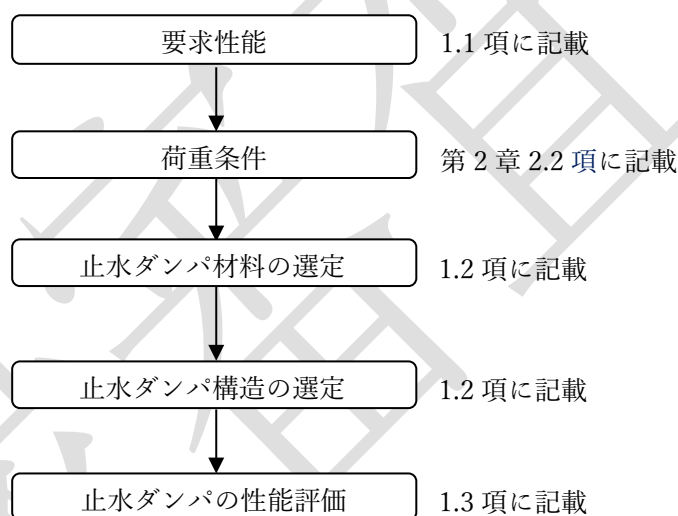 要求性能 1.1 項に記載
荷重条件 第 2 章 2.2 項に記載
止水ダンパ材料の選定 1.2 項に記載
止水ダンパ構造の選定 1.2 項に記載
止水ダンパの性能評価 1.3 項に記載